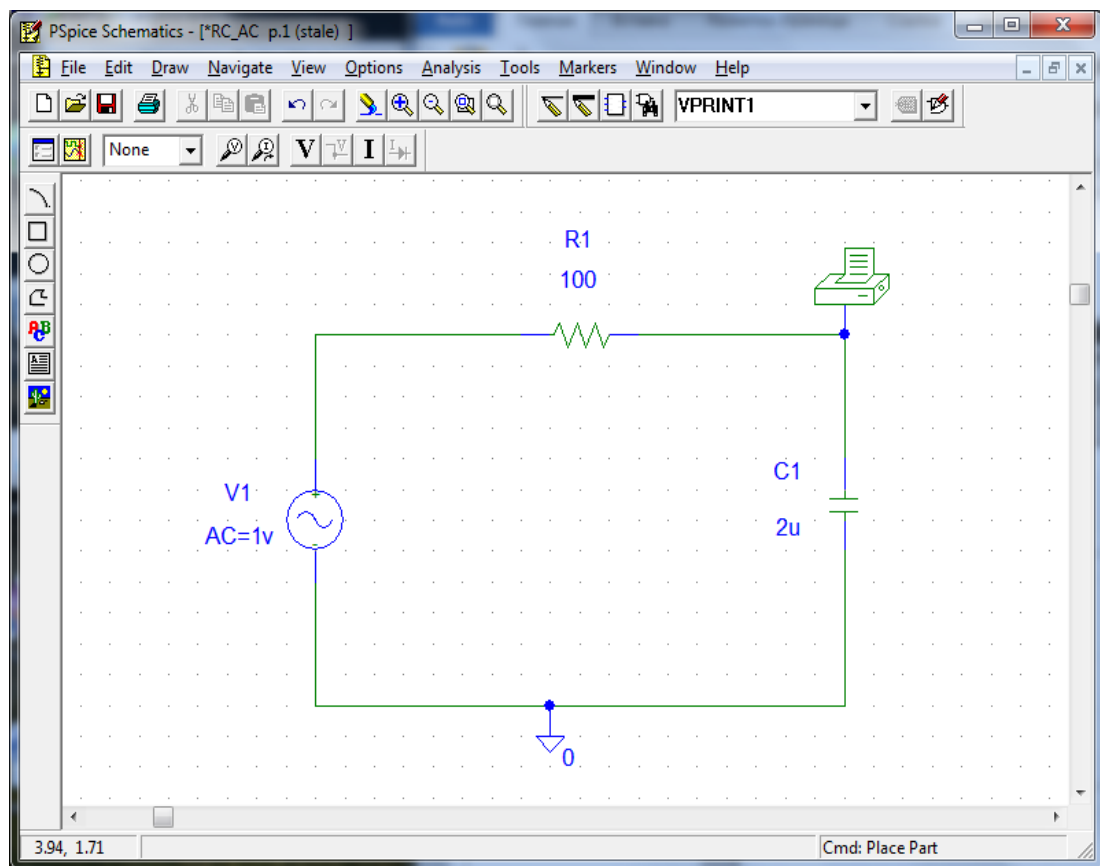 PSpice Schematics - [*RC_AC p.1 (stale) ]
File Edit Draw Navigate View Options Analysis Tools Markers Window Help
VPRINT1
None V V I I
ABC
R1
100
V1
AC=1v
C1
2u
0
3.94, 1.71 Cmd: Place Part